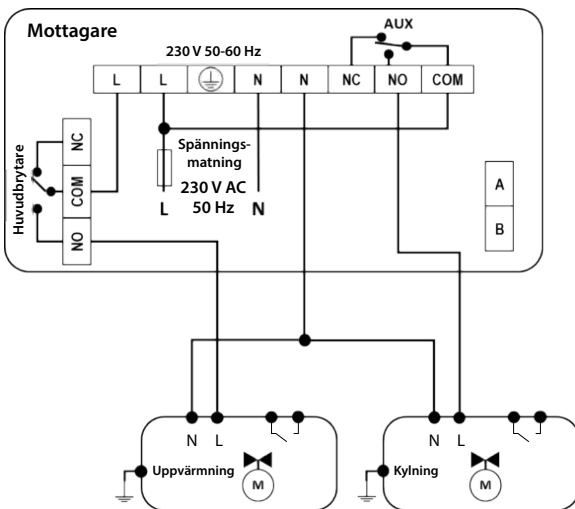 Mottagare
AUX
230 V 50-60 Hz
L L N N NC NO COM
Huvudbrytare
NC
COM
NO
Spännings-
matning
230 V AC
L 50 Hz N
A
B
N L
Uppvärmning
M
N L
Kylning
M